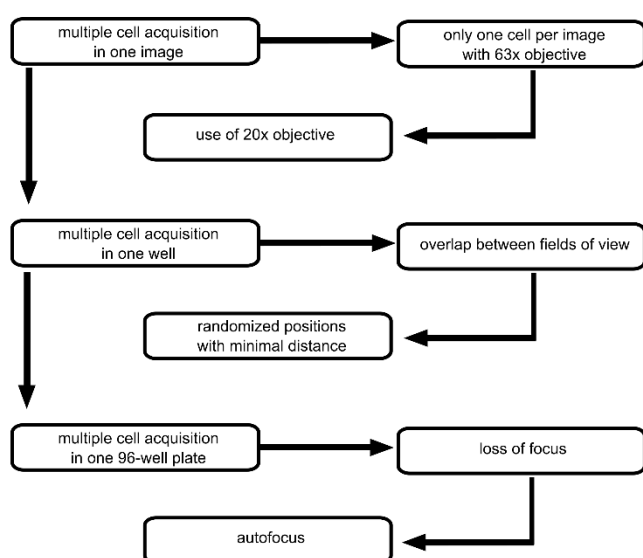 multiple cell acquisition
in one image
only one cell per image
with 63x objective
use of 20x objective
multiple cell acquisition
in one well
overlap between fields of view
randomized positions
with minimal distance
multiple cell acquisition
in one 96-well plate
loss of focus
autofocus